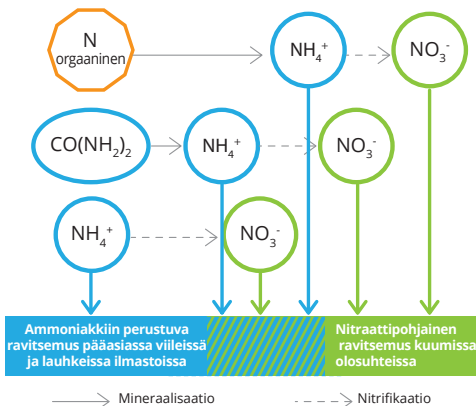 N
orgaaninen
NH₄⁺
NO₃⁻
CO(NH₂)₂
NH₄⁺
NO₃⁻
NH₄⁺
NO₃⁻
Ammoniakkiin perustuva
ravitsemus pääasiassa viileissä
ja lauhkeissa ilmastoissa
Nitraattipohjainen
ravitsemus kuumissa
olosuhteissa
Mineraalisaatio
Nitrifikaatio